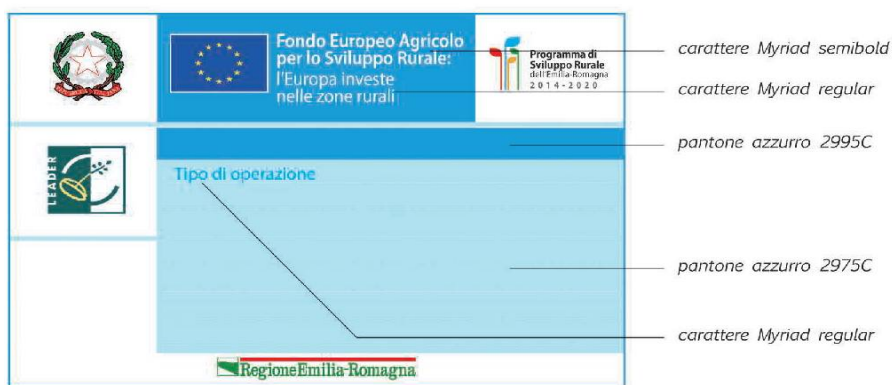 Fondo Europeo Agricolo
per lo Sviluppo Rurale:
l'Europa investe
nelle zone rurali
Programma di
Sviluppo Rurale
dell'Emilia-Romagna
2014-2020
carattere Myriad semibold
carattere Myriad regular
pantone azzurro 2995C
LEADER
Tipo di operazione
pantone azzurro 2975C
carattere Myriad regular
RegioneEmilia-Romagna